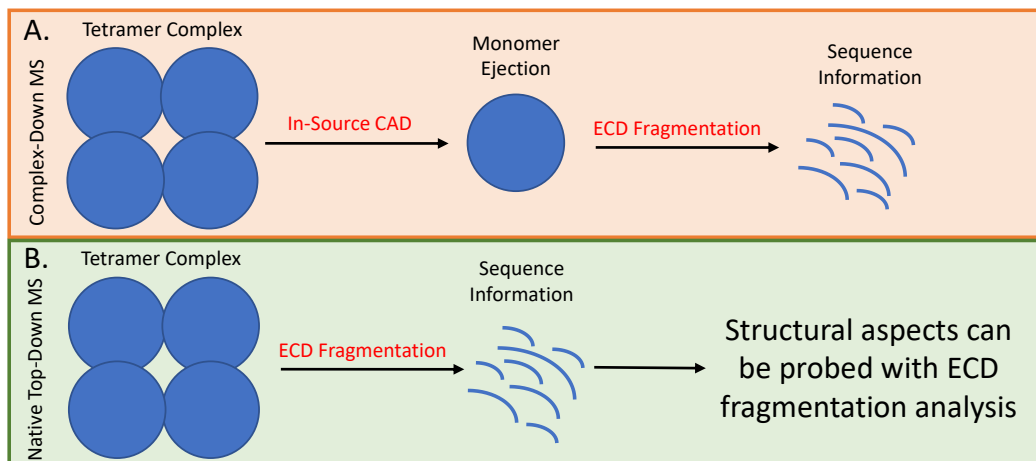 A.
Complex-Down MS
Tetramer Complex
In-Source CAD
Monomer
Ejection
ECD Fragmentation
Sequence
Information
B.
Native Top-Down MS
Tetramer Complex
ECD Fragmentation
Sequence
Information
Structural aspects can
be probed with ECD
fragmentation analysis